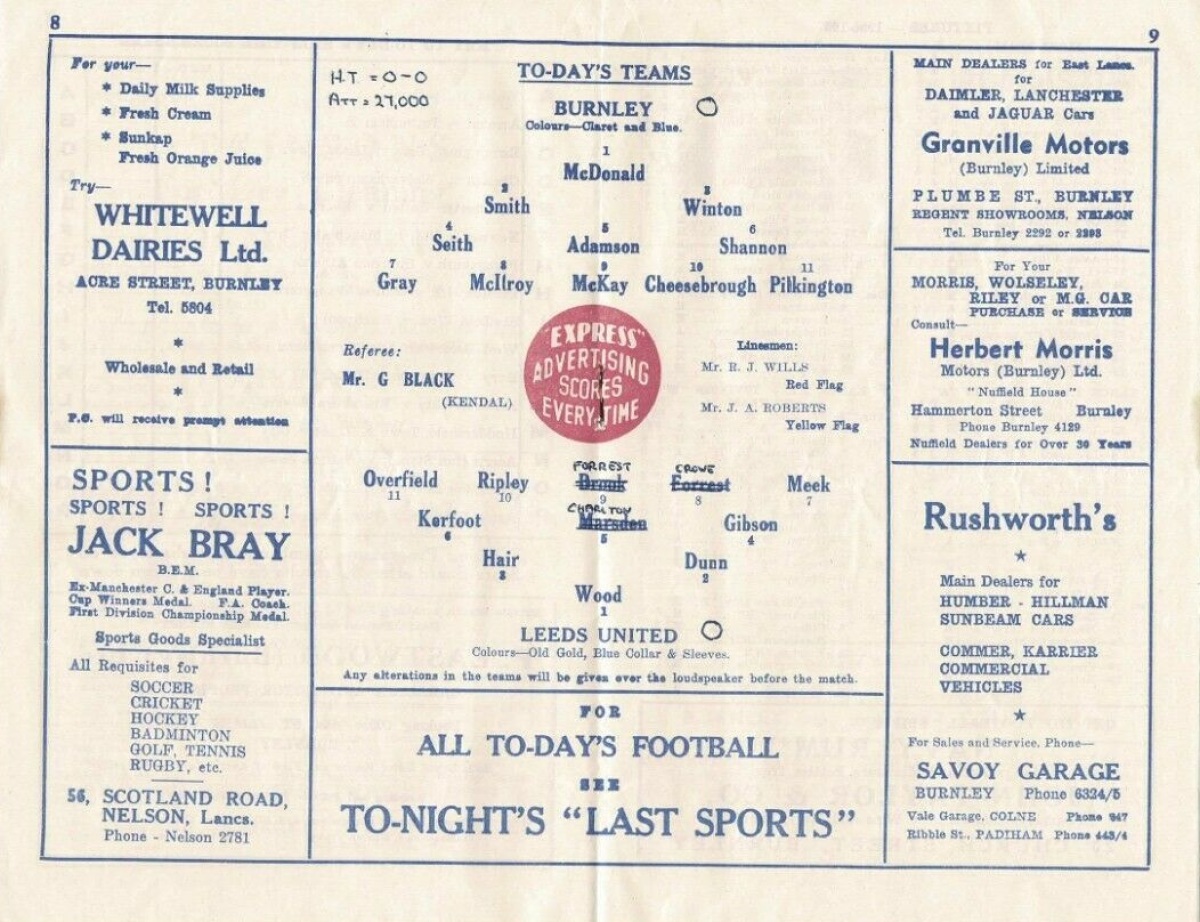 8
9
For your—
* Daily Milk Supplies
* Fresh Cream
* Sunkap
Fresh Orange Juice
Try—
WHITEWELL
DAIRIES Ltd.
ACRE STREET, BURNLEY
Tel. 5804
*
Wholesale and Retail
*
P.O. will receive prompt attention
SPORTS !
SPORTS ! SPORTS !
JACK BRAY
B.E.M.
Ex-Manchester C. & England Player.
Cup Winners Medal. F.A. Coach.
First Division Championship Medal.
Sports Goods Specialist
All Requisites for
SOCCER
CRICKET
HOCKEY
BADMINTON
GOLF, TENNIS
RUGBY, etc.
56, SCOTLAND ROAD,
NELSON, Lancs.
Phone - Nelson 2781
H.T = 0-0
ATT = 27,000
TO-DAY'S TEAMS
BURNLEY 0
Colours—Claret and Blue.
1
McDonald
2 3
Smith Winton
4 5 6
Seith Adamson Shannon
7 8 9 10 11
Gray McIlroy McKay Cheesebrough Pilkington
"EXPRESS"
ADVERTISING
SCORES
EVERY TIME
Referee:
Mr. G BLACK
(KENDAL)
Linesmen:
Mr. R. J. WILLS
Red Flag
Mr. J. A. ROBERTS
Yellow Flag
FORREST CROWE
Overfield Ripley Brook Forrest Meek
11 10 9 8 7
CHARLTON
Kerfoot Marsden Gibson
6 5 4
Hair Dunn
3 2
Wood
1
LEEDS UNITED 0
Colours—Old Gold, Blue Collar & Sleeves.
Any alterations in the teams will be given over the loudspeaker before the match.
FOR
ALL TO-DAY'S FOOTBALL
SEE
TO-NIGHT'S "LAST SPORTS"
MAIN DEALERS for East Lancs.
for
DAIMLER, LANCHESTER
and JAGUAR Cars
Granville Motors
(Burnley) Limited
PLUMBE ST., BURNLEY
REGENT SHOWROOMS, NELSON
Tel. Burnley 2292 or 2293
For Your
MORRIS, WOLSELEY,
RILEY or M.G. CAR
PURCHASE or SERVICE
Consult—
Herbert Morris
Motors (Burnley) Ltd.
"Nuffield House"
Hammerton Street Burnley
Phone Burnley 4129
Nuffield Dealers for Over 30 Years
Rushworth's
Main Dealers for
HUMBER - HILLMAN
SUNBEAM CARS
COMMER, KARRIER
COMMERCIAL
VEHICLES
For Sales and Service, Phone—
SAVOY GARAGE
BURNLEY Phone 6324/5
Vale Garage, COLNE Phone 947
Ribble St., PADIHAM Phone 443/4